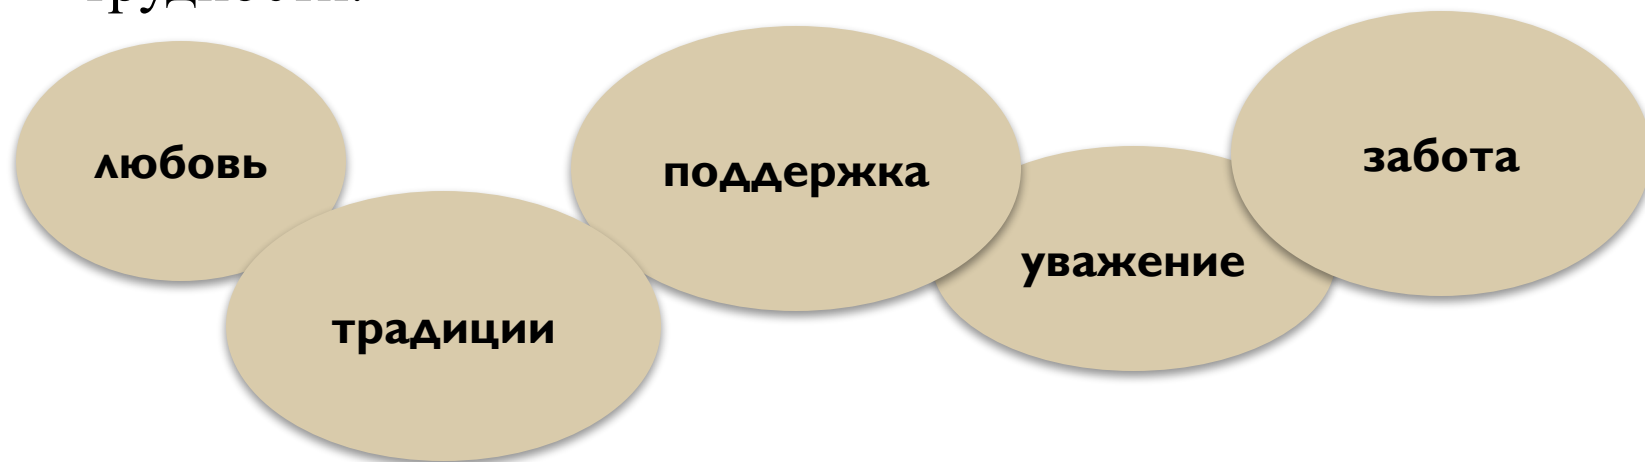 любовь
традиции
поддержка
уважение
забота